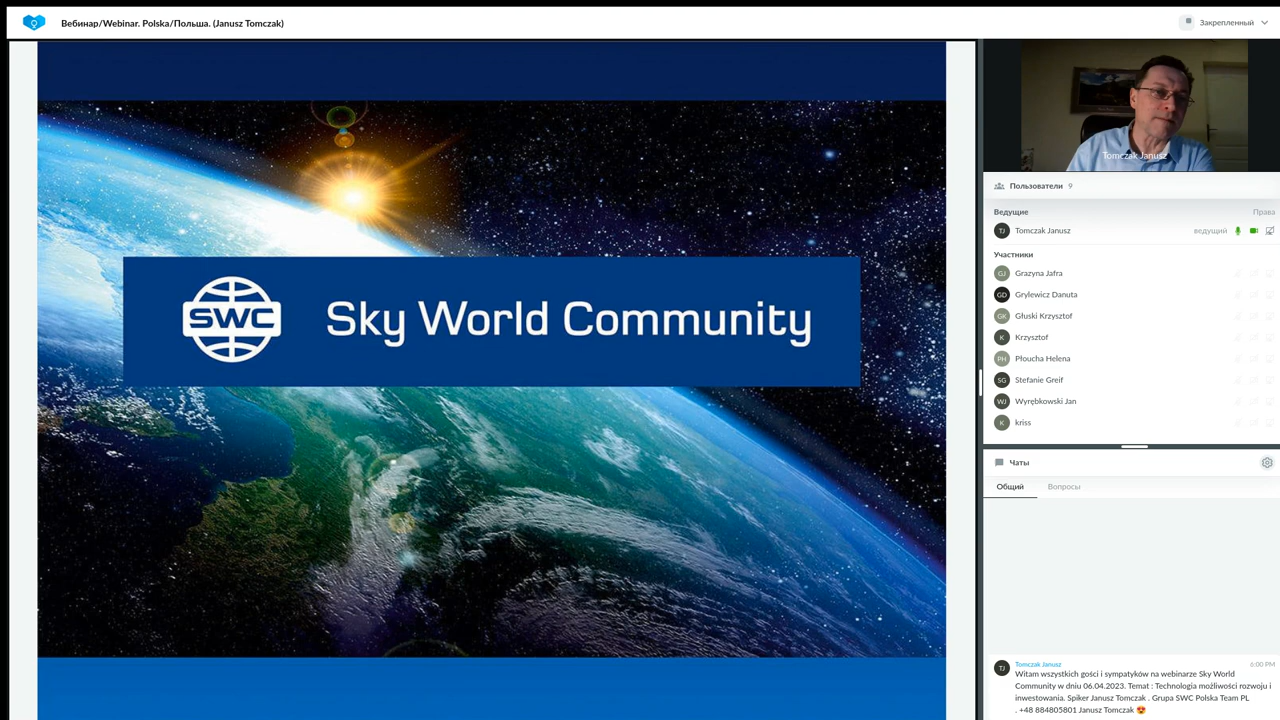 Вебинар/Webinar. Polska/Польша. (Janusz Tomczak)
Закрепленный
SWC
Sky World Community
Tomczak Janusz
Пользователи 9
Ведущие Права
TJ Tomczak Janusz ведущий
Участники
GJ Grazyna Jafra
GD Grylewicz Danuta
GK Głuski Krzysztof
K Krzysztof
PH Płoucha Helena
SG Stefanie Greif
WJ Wyrębkowski Jan
K kriss
Чаты
Общий Вопросы
TJ Tomczak Janusz 6:00 PM
Witam wszystkich gości i sympatyków na webinarze Sky World
Community w dniu 06.04.2023. Temat : Technologia możliwości rozwoju i
inwestowania. Spiker Janusz Tomczak . Grupa SWC Polska Team PL
. +48 884805801 Janusz Tomczak 😍